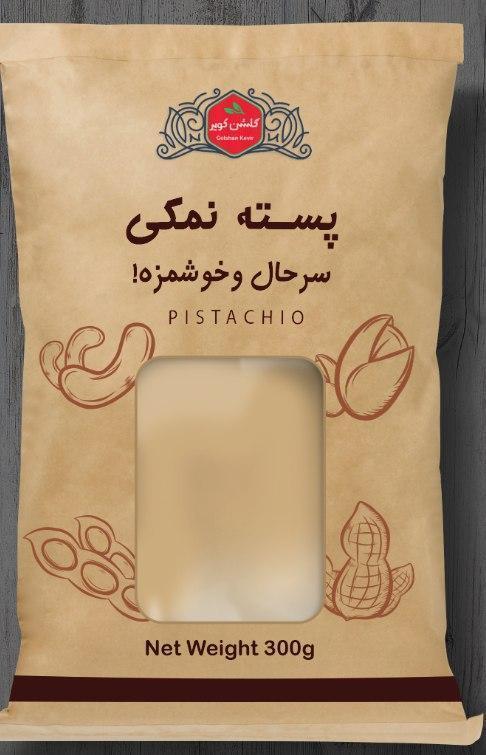 گلشن کویر
Golshan Kavir
پسته نمکی
سرحال وخوشمزه!
PISTACHIO
Net Weight 300g